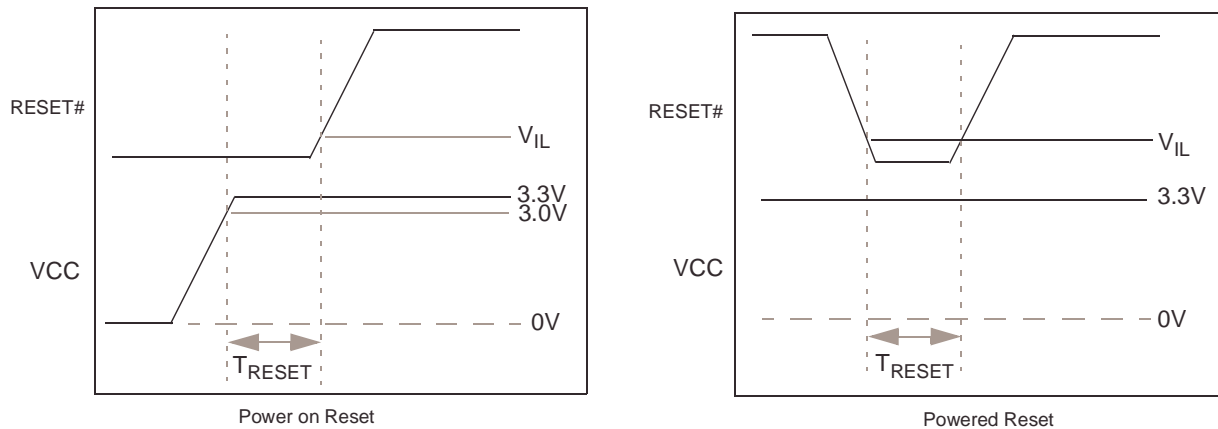 RESET#
VIL
3.3V
3.0V
VCC
0V
TRESET
Power on Reset
RESET#
VIL
3.3V
VCC
0V
TRESET
Powered Reset